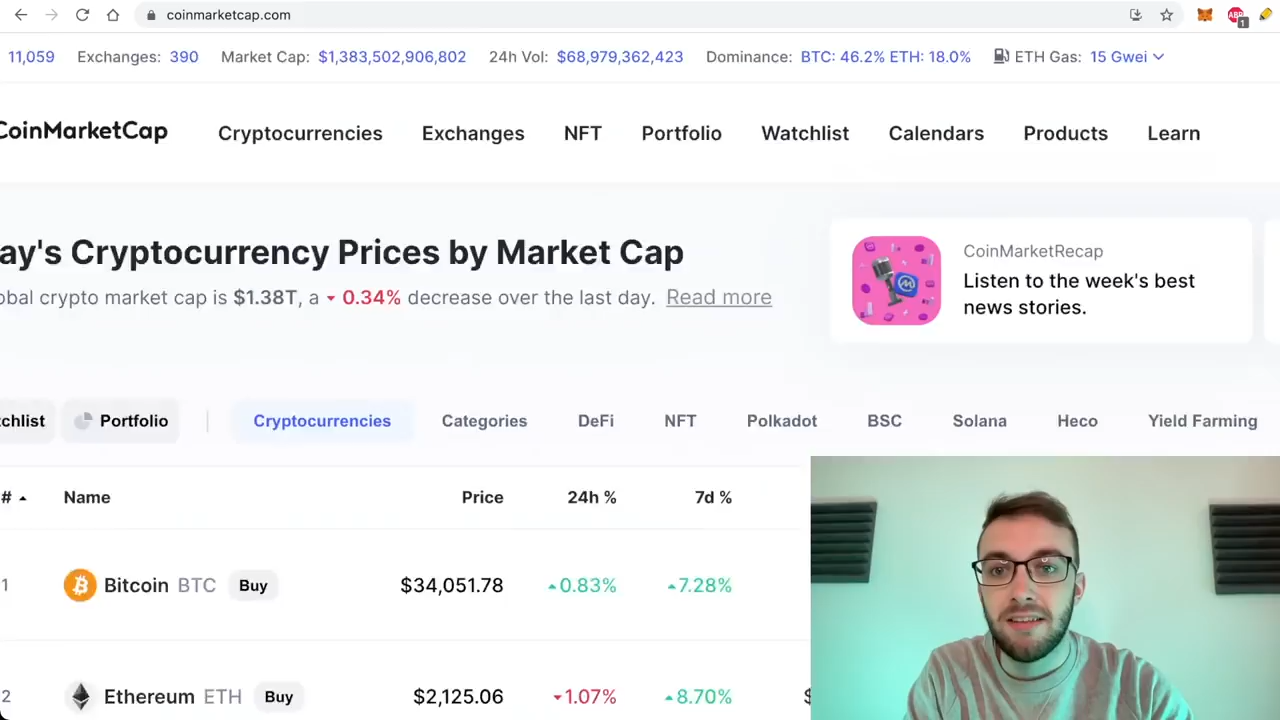 coinmarketcap.com
ABP
1
11,059 Exchanges: 390 Market Cap: $1,383,502,906,802 24h Vol: $68,979,362,423 Dominance: BTC: 46.2% ETH: 18.0% ETH Gas: 15 Gwei
CoinMarketCap Cryptocurrencies Exchanges NFT Portfolio Watchlist Calendars Products Learn
ay's Cryptocurrency Prices by Market Cap
obal crypto market cap is $1.38T, a 0.34% decrease over the last day. Read more
CoinMarketRecap
Listen to the week's best
news stories.
chlist Portfolio Cryptocurrencies Categories DeFi NFT Polkadot BSC Solana Heco Yield Farming
# Name Price 24h % 7d %
1 Bitcoin BTC Buy $34,051.78 0.83% 7.28%
2 Ethereum ETH Buy $2,125.06 1.07% 8.70% $